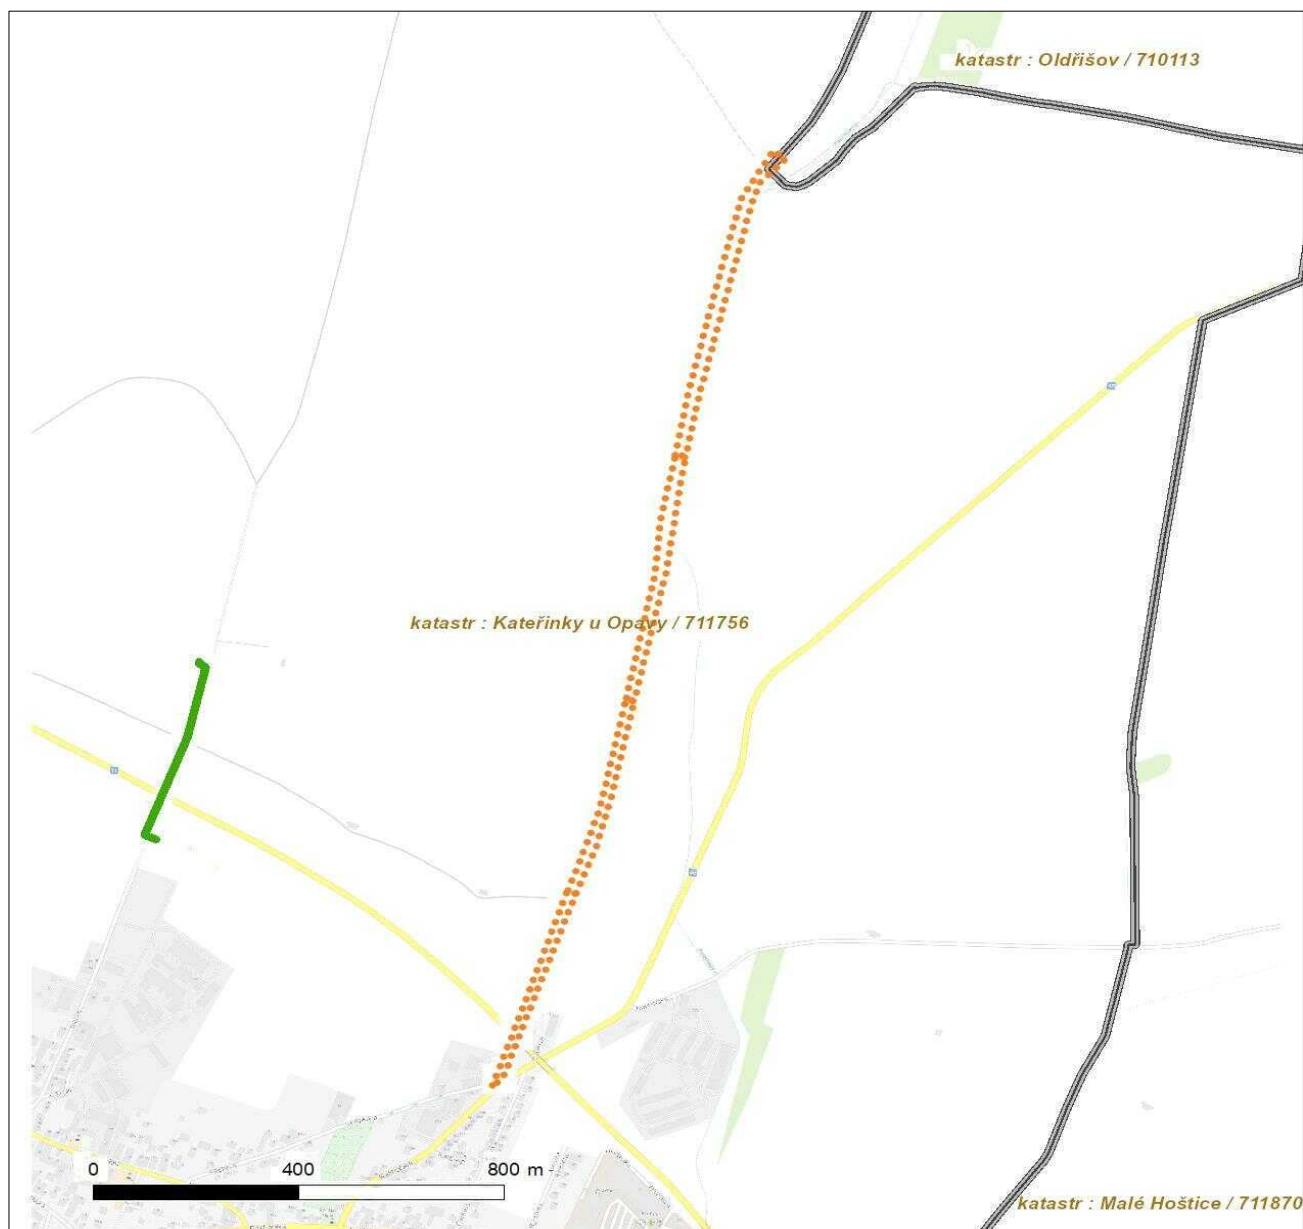 katastr : Oldřišov / 710113
katastr : Kateřinky u Opavy / 711756
0 400 800 m
katastr : Malé Hoštice / 711870